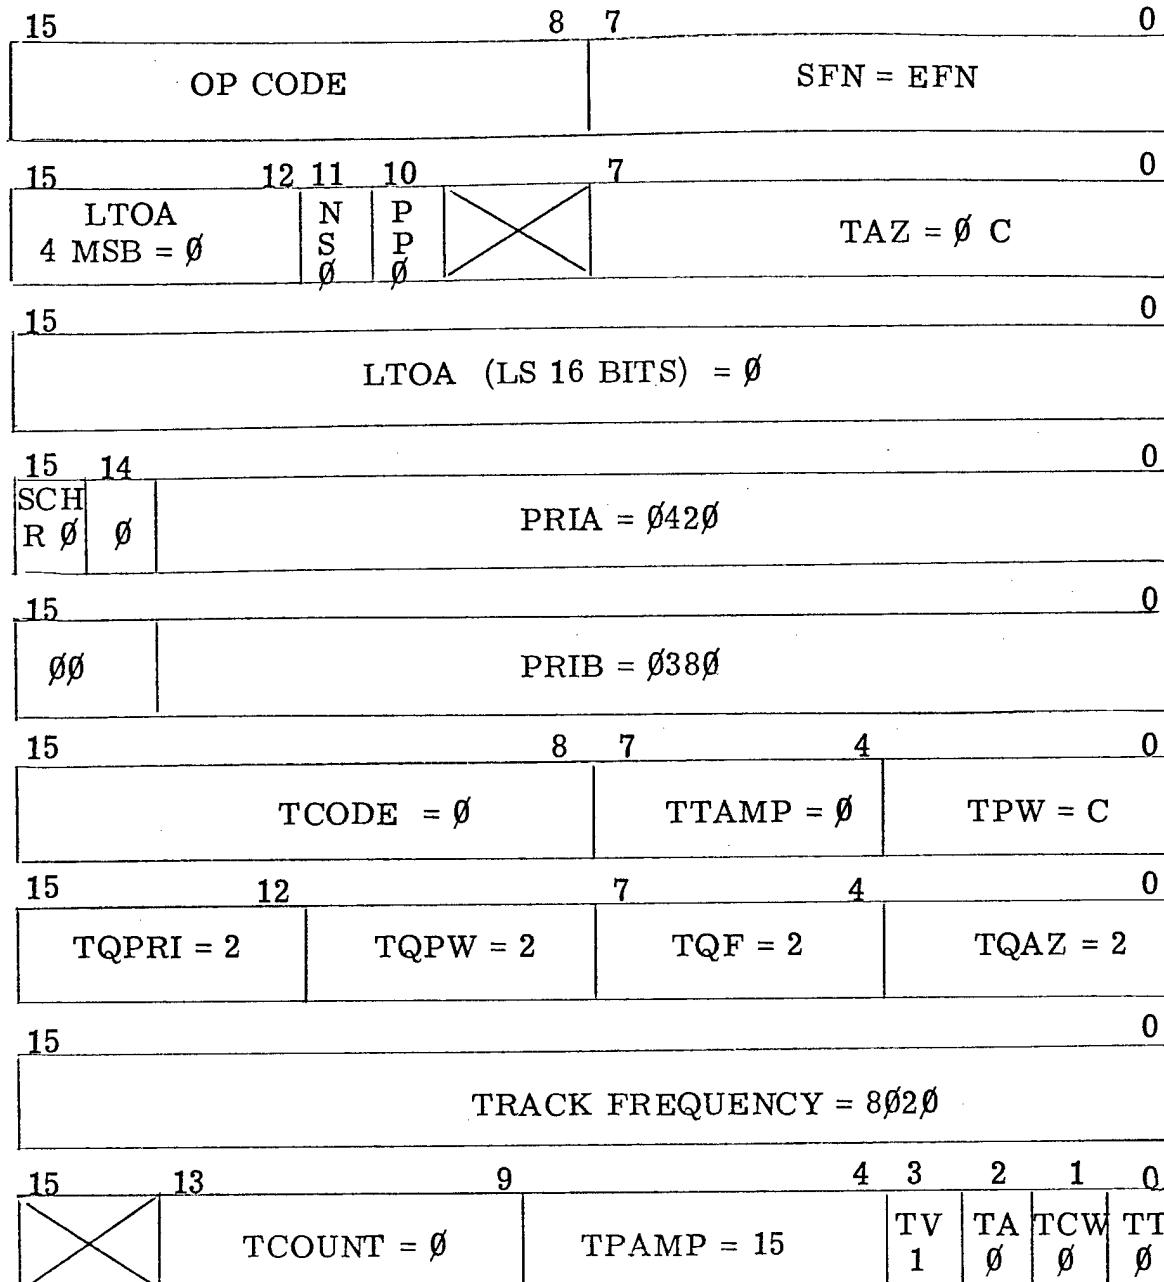 15 8 7 0
OP CODE SFN = EFN
15 12 11 10 7 0
LTOA 4 MSB = Ø N S Ø P P Ø TAZ = Ø C
15 0
LTOA (LS 16 BITS) = Ø
15 14 0
SCH R Ø Ø PRIA = Ø42Ø
15 0
ØØ PRIB = Ø38Ø
15 8 7 4 0
TCODE = Ø TTAMP = Ø TPW = C
15 12 7 4 0
TQPRI = 2 TQPW = 2 TQF = 2 TQAZ = 2
15 0
TRACK FREQUENCY = 8Ø2Ø
15 13 9 4 3 2 1 0
TCOUNT = Ø TPAMP = 15 TV 1 TA Ø TCW Ø TT Ø